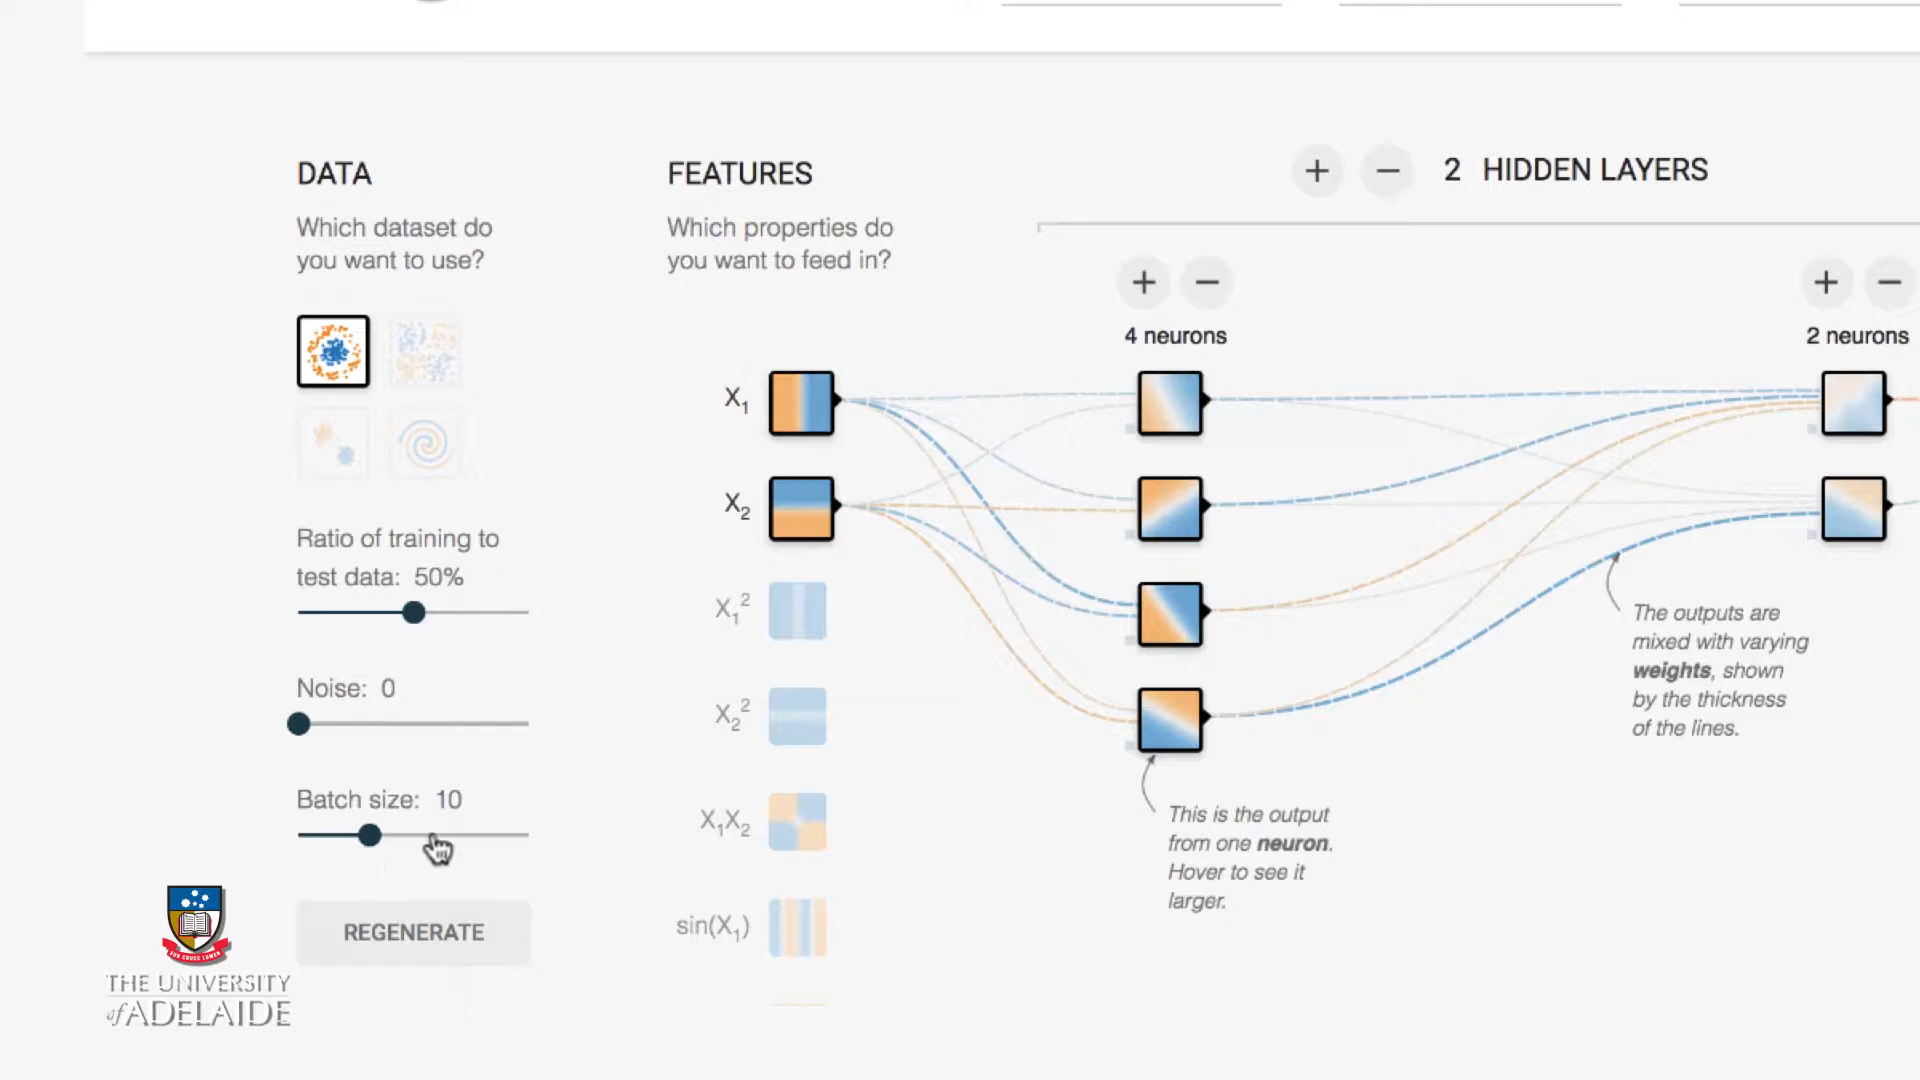 DATA
Which dataset do
you want to use?
Ratio of training to
test data: 50%
Noise: 0
Batch size: 10
REGENERATE
FEATURES
Which properties do
you want to feed in?
X1
X2
X1²
X2²
X1X2
sin(X1)
2 HIDDEN LAYERS
4 neurons
2 neurons
This is the output
from one neuron.
Hover to see it
larger.
The outputs are
mixed with varying
weights, shown
by the thickness
of the lines.
SUB CRUCE LUMEN
THE UNIVERSITY
of ADELAIDE